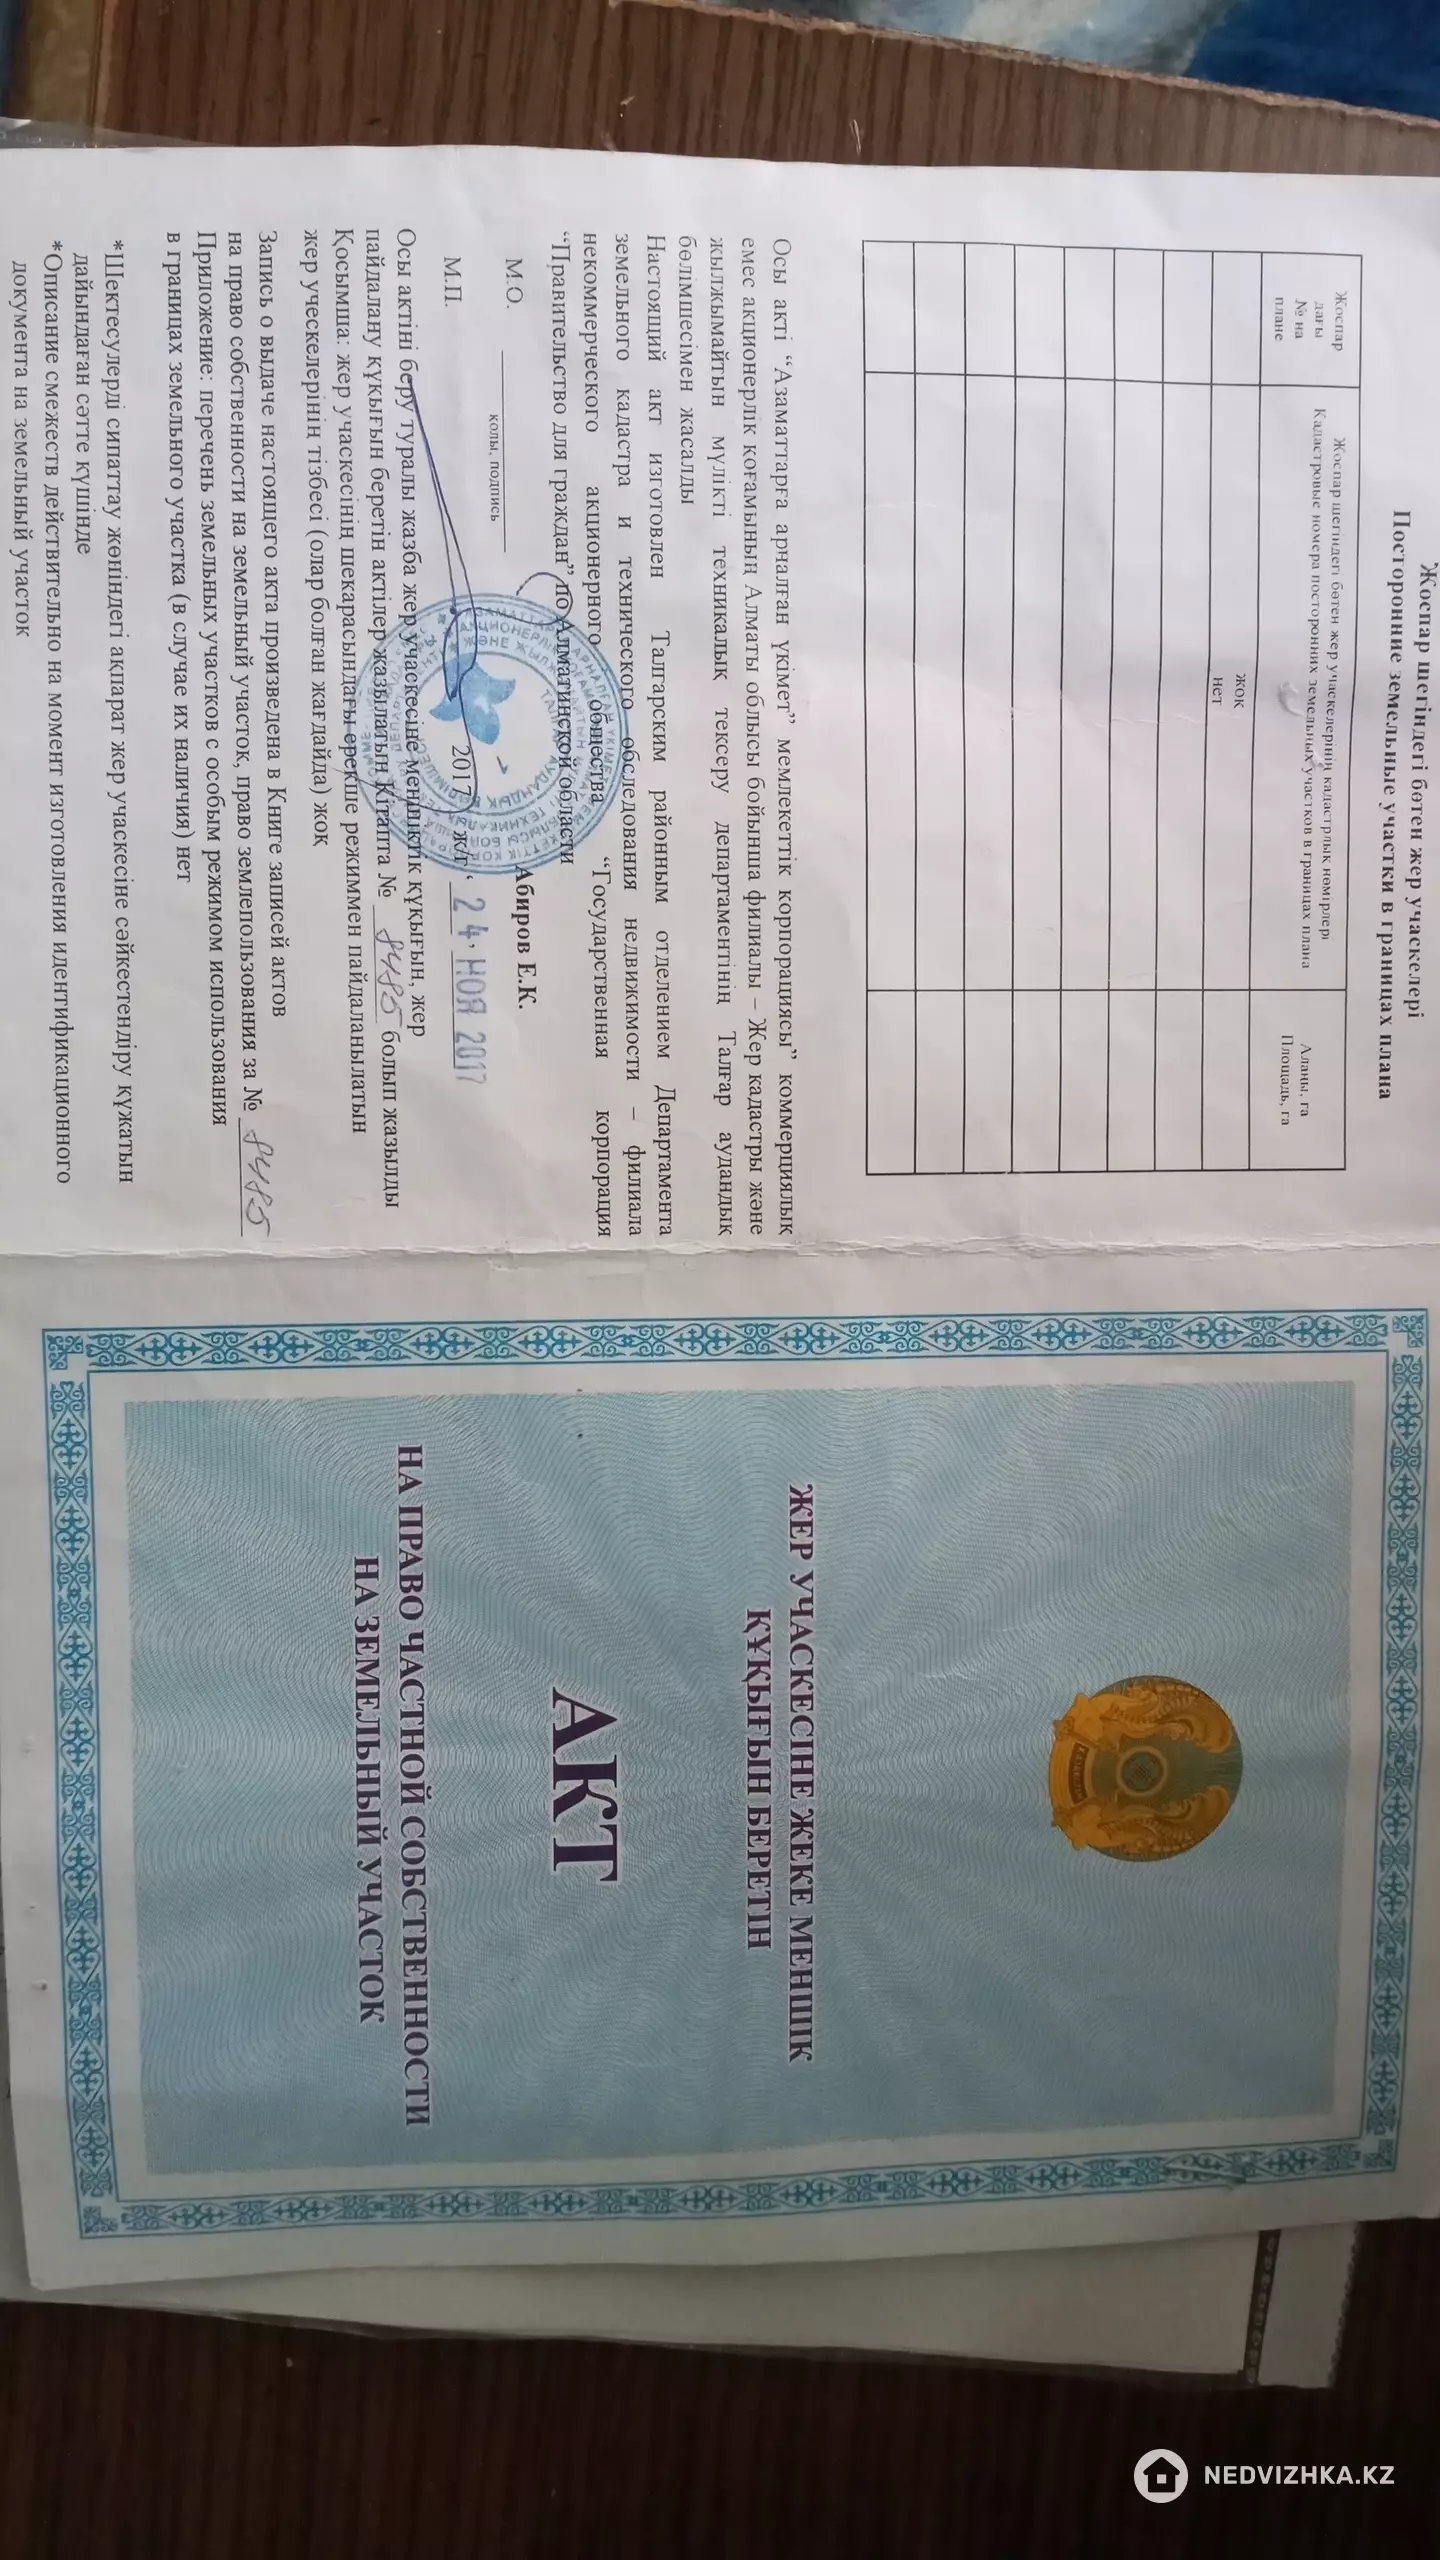 Жоспар шегіндегі бөтен жер учаскелері
Посторонние земельные участки в границах плана
Жоспар
дағы
№ на
плане
Жоспар шегіндегі бөтен жер учаскелерінің кадастрлық нөмірлері
Кадастровые номера посторонних земельных участков в границах плана
Аланы, га
Площадь, га
жоқ
нет
Осы акті “Азаматтарға арналған үкімет” мемлекеттік корпорациясы” коммерциялық
емес акционерлік қоғамының Алматы облысы бойынша филиалы – Жер кадастры және
жылжымайтын мүлікті техникалық тексеру департаментінің Талғар аудандық
бөлімшесімен жасалды
Настоящий акт изготовлен Талгарским районным отделением Департамента
земельного кадастра и технического обследования недвижимости – филиала
некоммерческого акционерного общества “Государственная корпорация
“Правительство для граждан” по Алматинской области
М.О.
Абиров Е.К.
қолы, подпись
М.П.
2017 ж/г “ 24 НОЯ 2017
Осы актіні беру туралы жазба жер учаскесіне меншіктік құқығын, жер
пайдалану құқығын беретін актілер жазылатын Кітапта № 8485 болып жазылды
Қосымша: жер учаскесінің шекарасындағы ерекше режиммен пайдаланылатын
жер уческелерінің тізбесі (олар болған жағдайда) жоқ
Запись о выдаче настоящего акта произведена в Книге записей актов
на право собственности на земельный участок, право землепользования за № 8485
Приложение: перечень земельных участков с особым режимом использования
в границах земельного участка (в случае их наличия) нет
*Шектесулерді сипаттау жөніндегі ақпарат жер учаскесіне сәйкестендіру құжатын
дайындаған сәтте күшінде
*Описание смежеств действительно на момент изготовления идентификационного
документа на земельный участок
ЖЕР УЧАСКЕСІНЕ ЖЕКЕ МЕНШІК
ҚҰҚЫҒЫН БЕРЕТІН
АКТ
НА ПРАВО ЧАСТНОЙ СОБСТВЕННОСТИ
НА ЗЕМЕЛЬНЫЙ УЧАСТОК
NEDVIZHKA.KZ